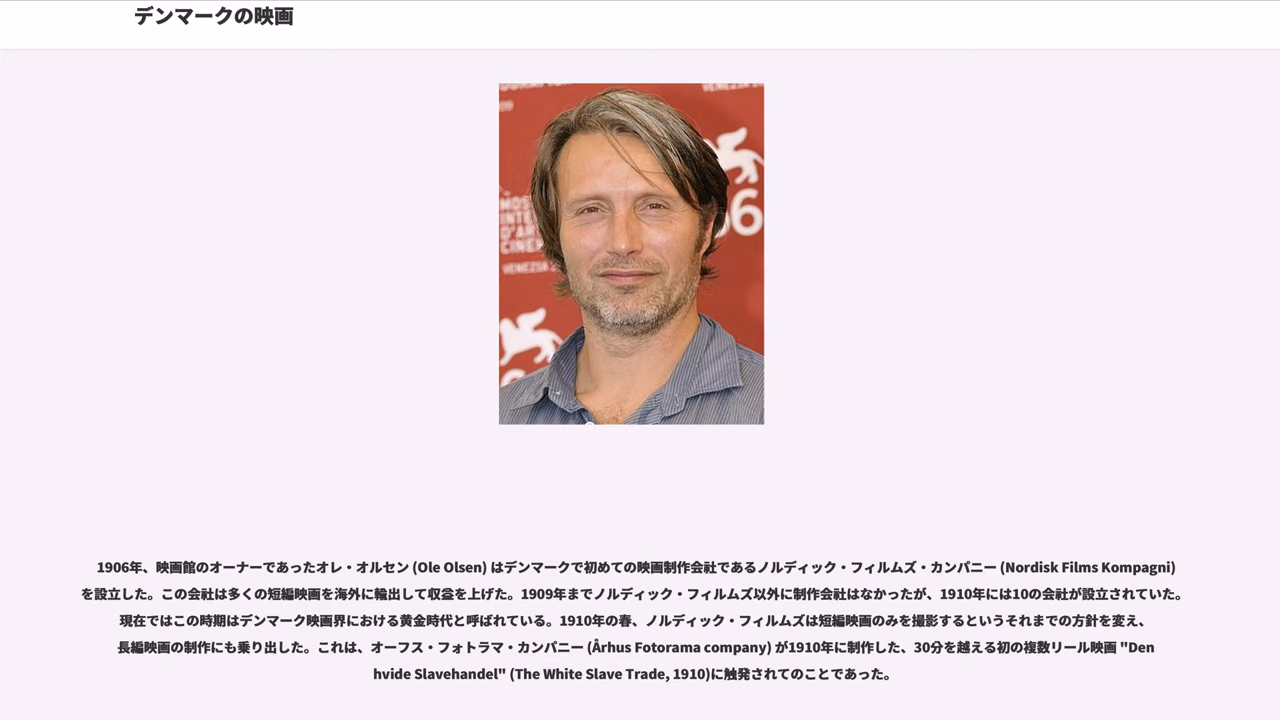 デンマークの映画
VENEZIA
09
66
MOS
INTE
D'AR
CINE
VENEZIA
1906年、映画館のオーナーであったオレ・オルセン (Ole Olsen) はデンマークで初めての映画制作会社であるノルディック・フィルムズ・カンパニー (Nordisk Films Kompagni)
を設立した。この会社は多くの短編映画を海外に輸出して収益を上げた。1909年までノルディック・フィルムズ以外に制作会社はなかったが、1910年には10の会社が設立されていた。
現在ではこの時期はデンマーク映画界における黄金時代と呼ばれている。1910年の春、ノルディック・フィルムズは短編映画のみを撮影するというそれまでの方針を変え、
長編映画の制作にも乗り出した。これは、オーフス・フォトラマ・カンパニー (Århus Fotorama company) が1910年に制作した、30分を越える初の複数リール映画 "Den
hvide Slavehandel" (The White Slave Trade, 1910)に触発されてのことであった。